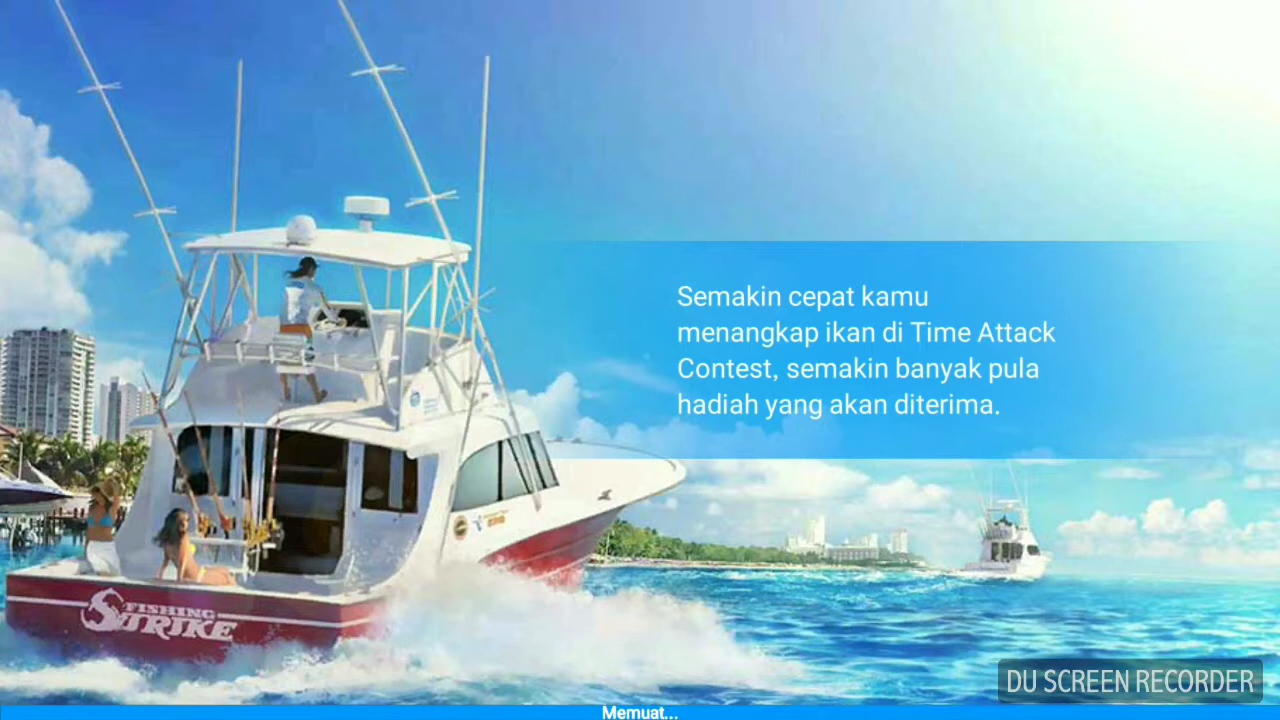 Semakin cepat kamu
menangkap ikan di Time Attack
Contest, semakin banyak pula
hadiah yang akan diterima.
FISHING
STRIKE
DU SCREEN RECORDER
Memuat...